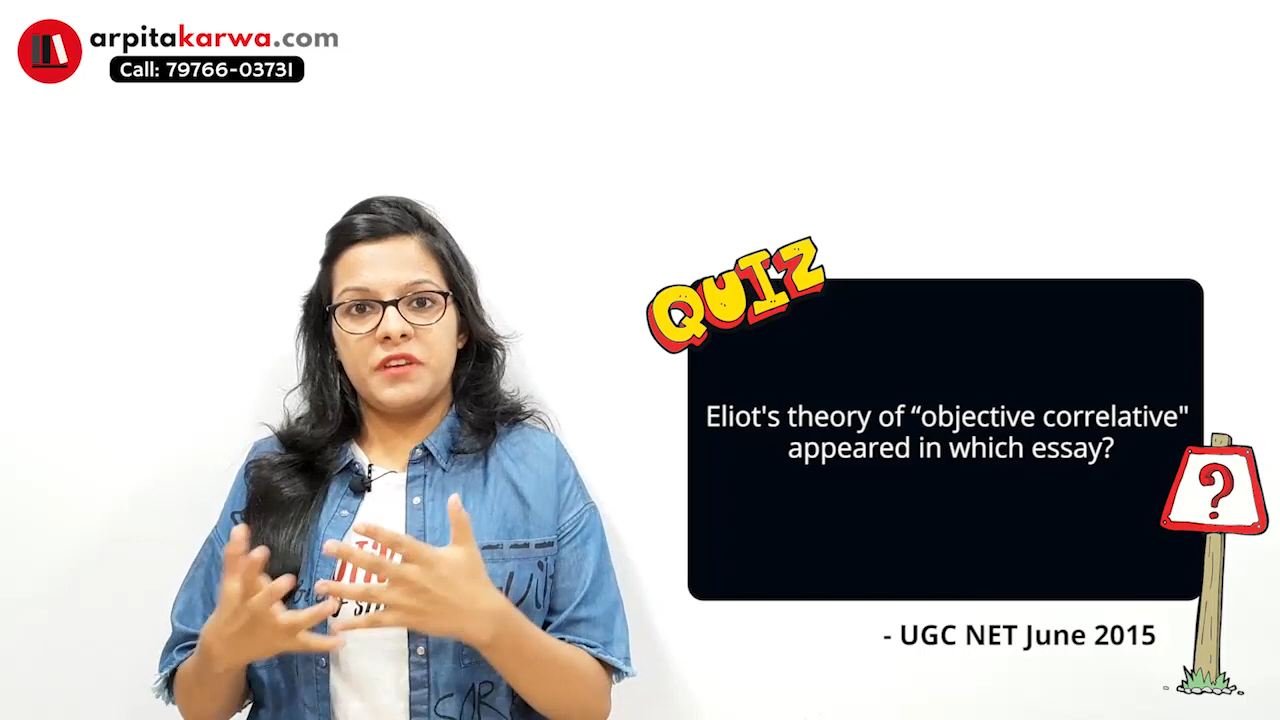 arpitakarwa.com
Call: 79766-03731
QUIZ
Eliot's theory of “objective correlative"
appeared in which essay?
?
- UGC NET June 2015